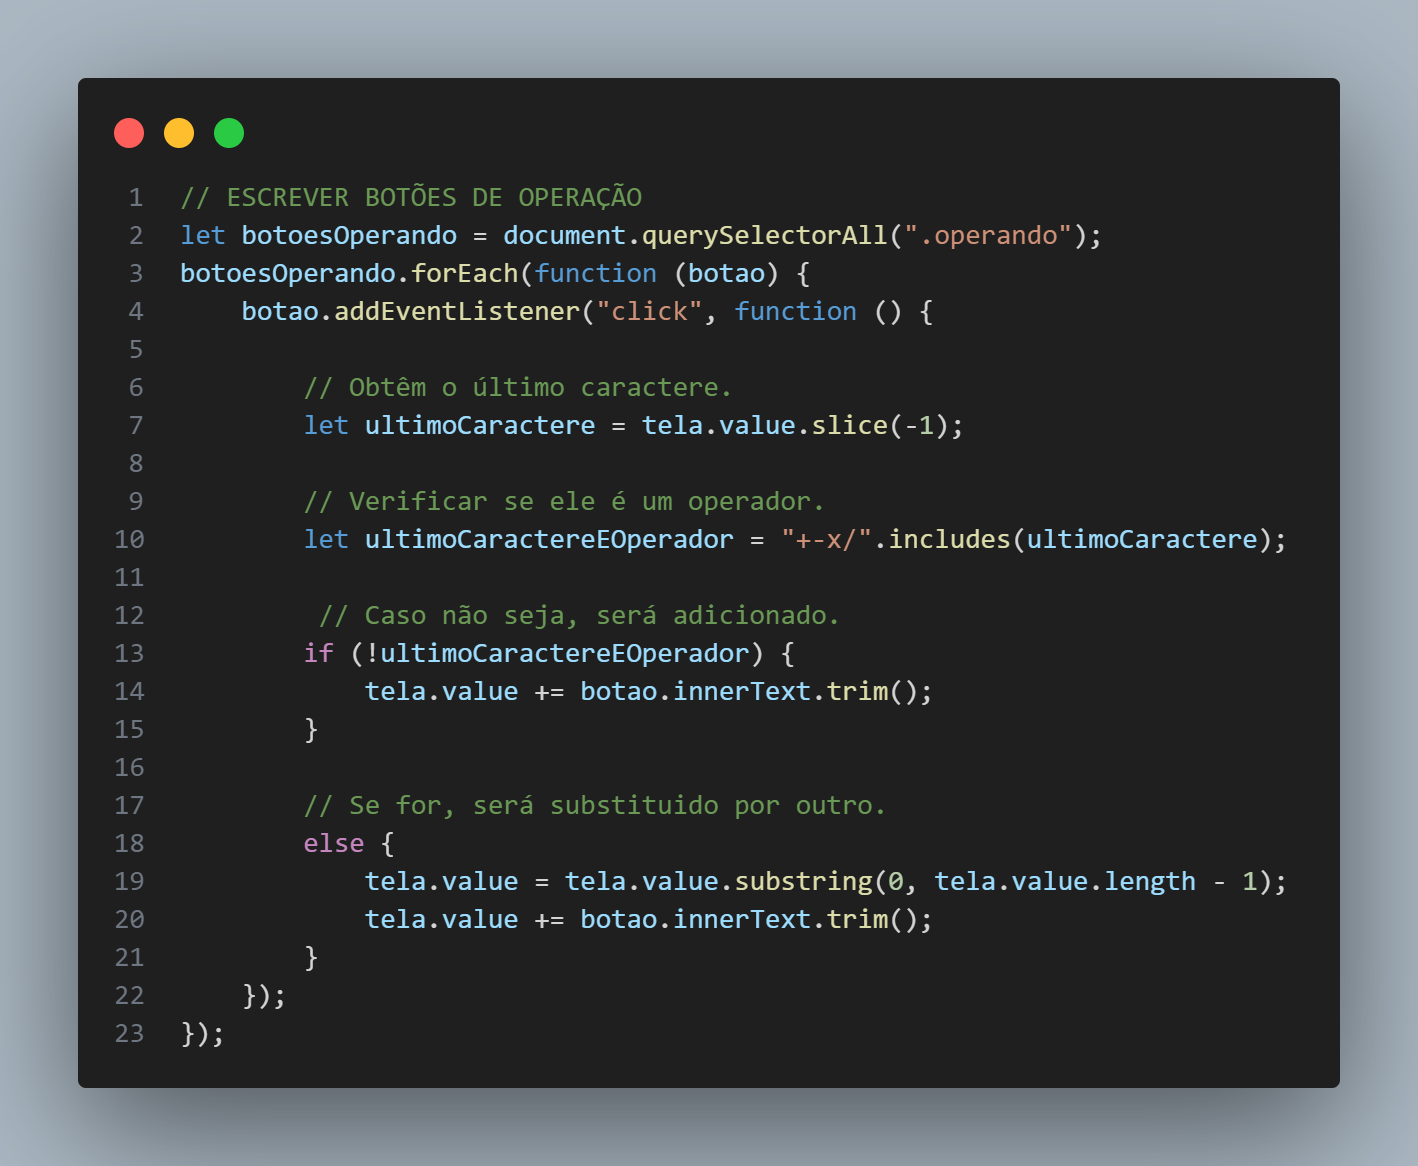 1 // ESCREVER BOTÕES DE OPERAÇÃO
2 let botoesOperando = document.querySelectorAll(".operando");
3 botoesOperando.forEach(function (botao) {
4     botao.addEventListener("click", function () {
5
6         // Obtêm o último caractere.
7         let ultimoCaractere = tela.value.slice(-1);
8
9         // Verificar se ele é um operador.
10         let ultimoCaractereEOperador = "+-x/".includes(ultimoCaractere);
11
12          // Caso não seja, será adicionado.
13         if (!ultimoCaractereEOperador) {
14             tela.value += botao.innerText.trim();
15         }
16
17         // Se for, será substituido por outro.
18         else {
19             tela.value = tela.value.substring(0, tela.value.length - 1);
20             tela.value += botao.innerText.trim();
21         }
22     });
23 });